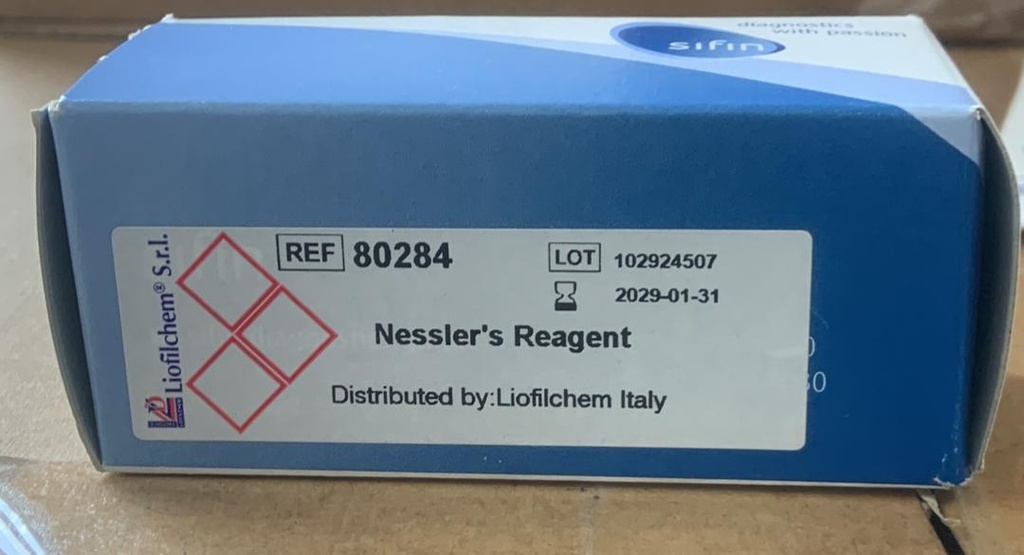 diagnostics
with passion
sifin
Liofilchem® S.r.l.
REF 80284
LOT 102924507
2029-01-31
Nessler's Reagent
Distributed by:Liofilchem Italy